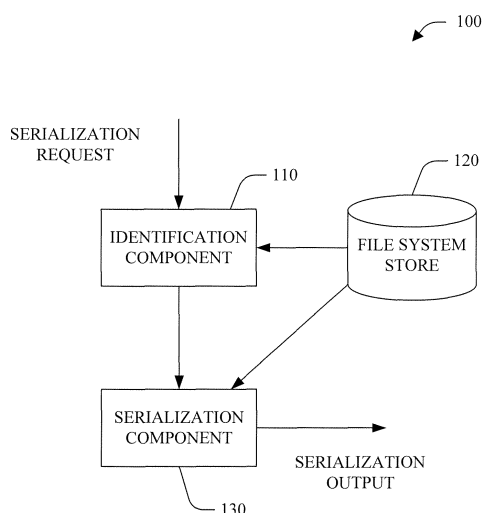 100
SERIALIZATION
REQUEST
110
120
IDENTIFICATION
COMPONENT
FILE SYSTEM
STORE
SERIALIZATION
COMPONENT
SERIALIZATION
OUTPUT
130